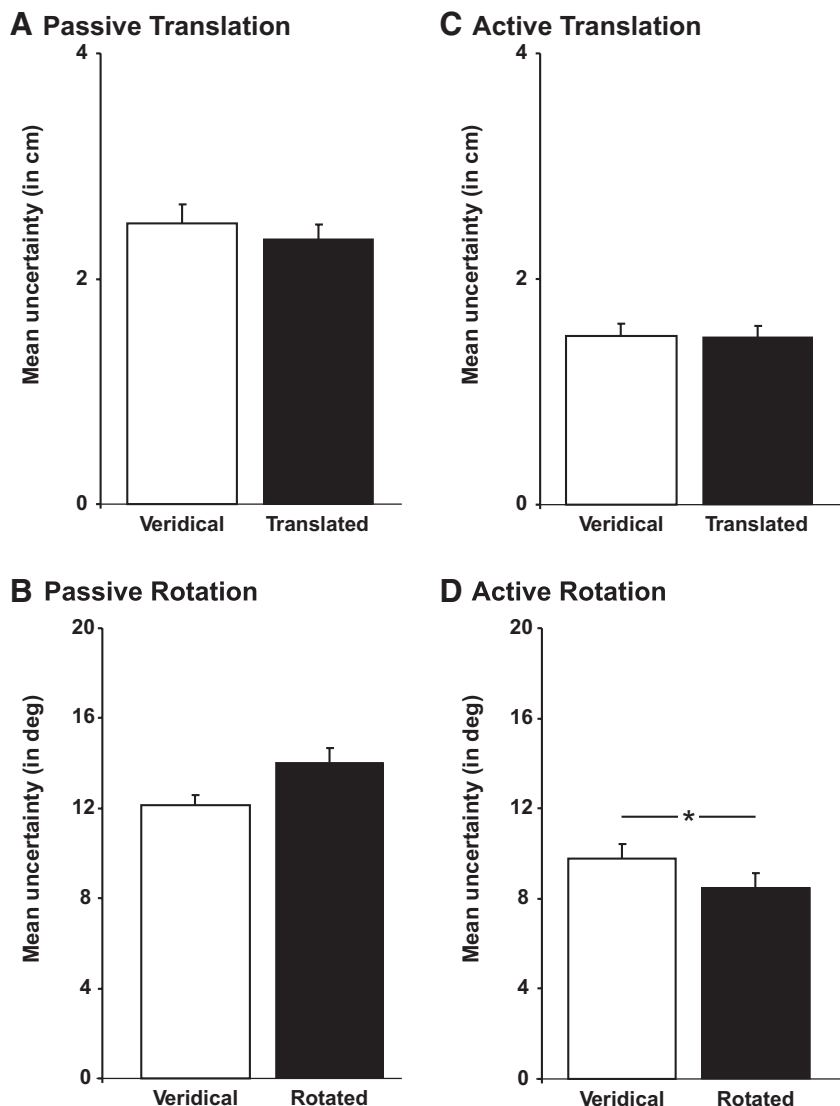 A Passive Translation
4
2
0
Mean uncertainty (in cm)
Veridical Translated
C Active Translation
4
2
0
Mean uncertainty (in cm)
Veridical Translated
B Passive Rotation
20
16
12
8
4
0
Mean uncertainty (in deg)
Veridical Rotated
D Active Rotation
20
16
12
8
4
0
Mean uncertainty (in deg)
*
Veridical Rotated